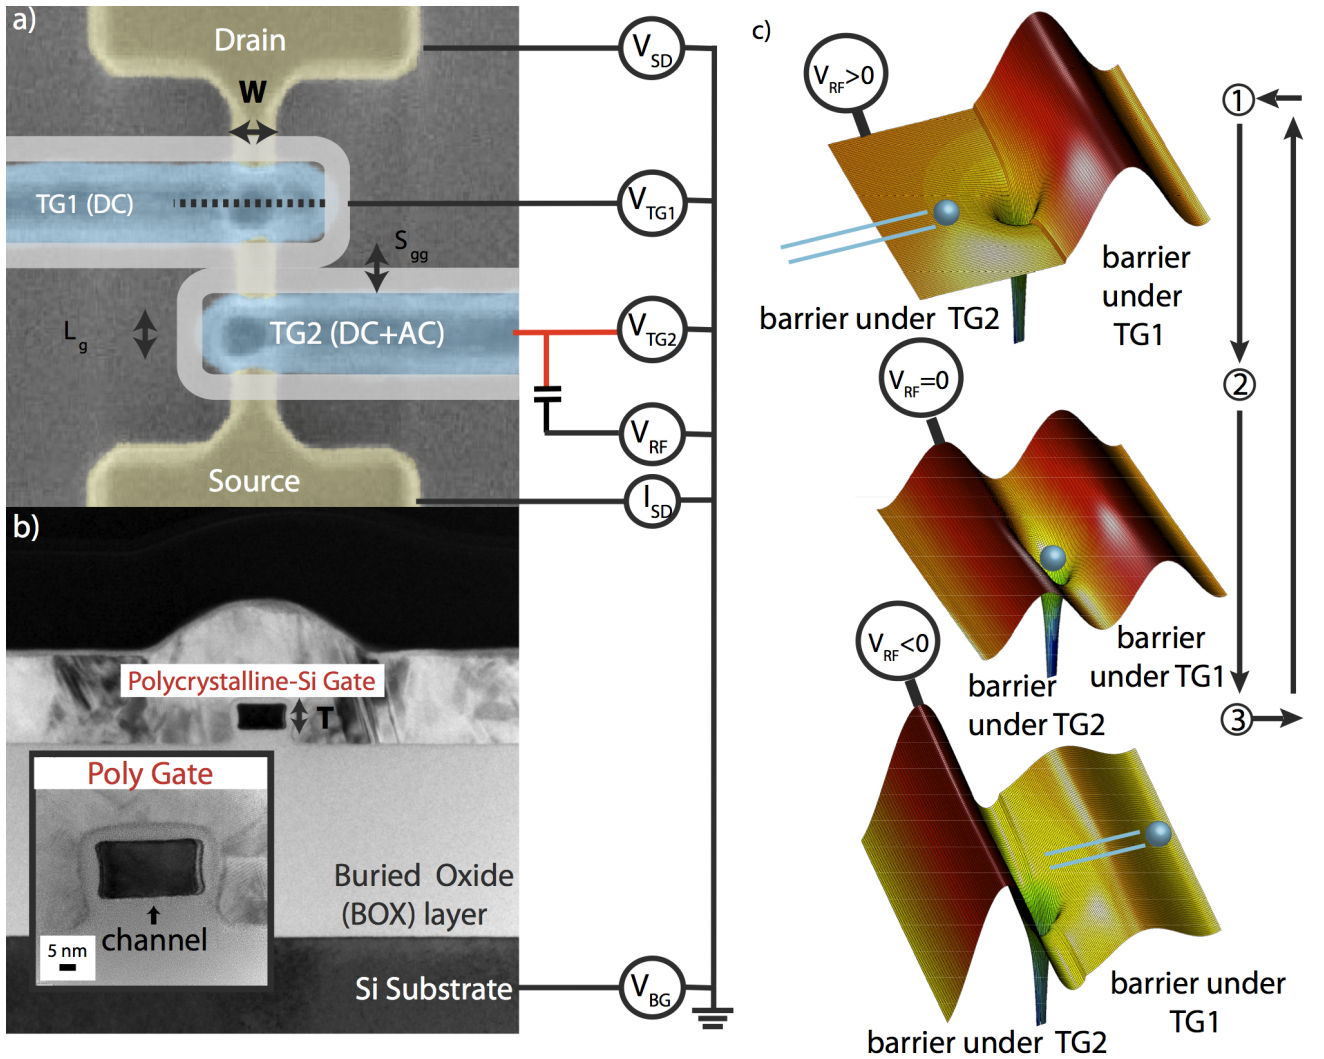 a)
Drain
W
TG1 (DC)
S gg
L g
TG2 (DC+AC)
Source
V SD
V TG1
V TG2
V RF
I SD
b)
Polycrystalline-Si Gate
T
Poly Gate
channel
5 nm
Buried Oxide
(BOX) layer
Si Substrate
V BG
c)
V RF>0
barrier under TG2
barrier
under
TG1
1
V RF=0
2
barrier
under TG2
barrier
under TG1
V RF<0
3
barrier under TG2
barrier under
TG1